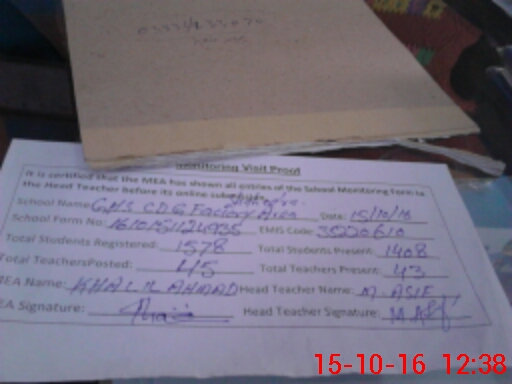 Monitoring Visit Proof
It is certified that the MEA has shown all entries of the School Monitoring Form to
the Head Teacher before its online submission.
School Name: GHS CDG Factory Area Date: 15/10/16
School Form No: EMIS Code: 35220610
Total Students Registered: 1578 Total Students Present: 1408
Total TeachersPosted: 45 Total Teachers Present: 43
MEA Name: KHALIL AHMAD Head Teacher Name: M. ASIF
MEA Signature: Head Teacher Signature: M.Asif
15-10-16 12:38